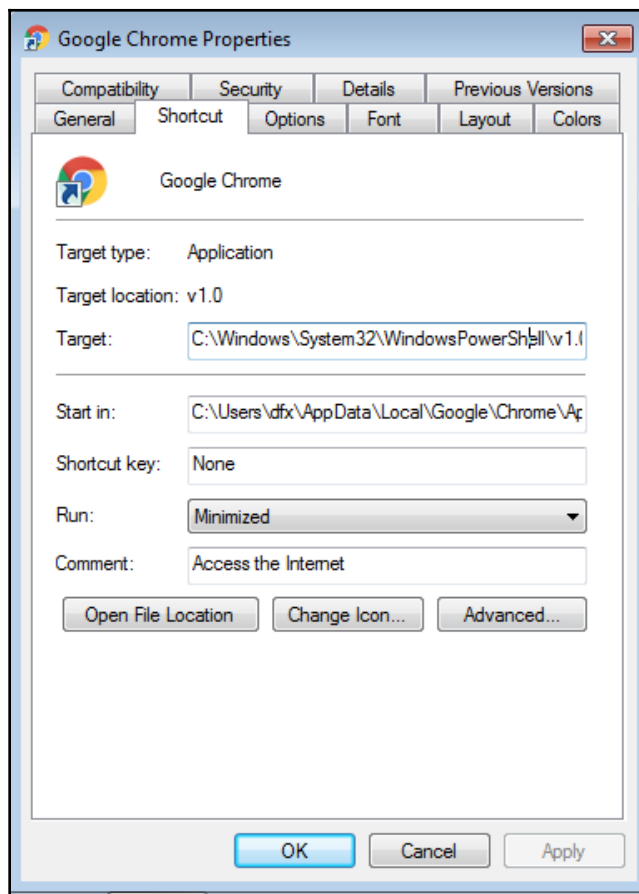 Google Chrome Properties
Compatibility Security Details Previous Versions
General Shortcut Options Font Layout Colors
Google Chrome
Target type: Application
Target location: v1.0
Target: C:\Windows\System32\WindowsPowerShell\v1.(
Start in: C:\Users\dfx\AppData\Local\Google\Chrome\Ap
Shortcut key: None
Run: Minimized
Comment: Access the Internet
Open File Location Change Icon... Advanced...
OK Cancel Apply